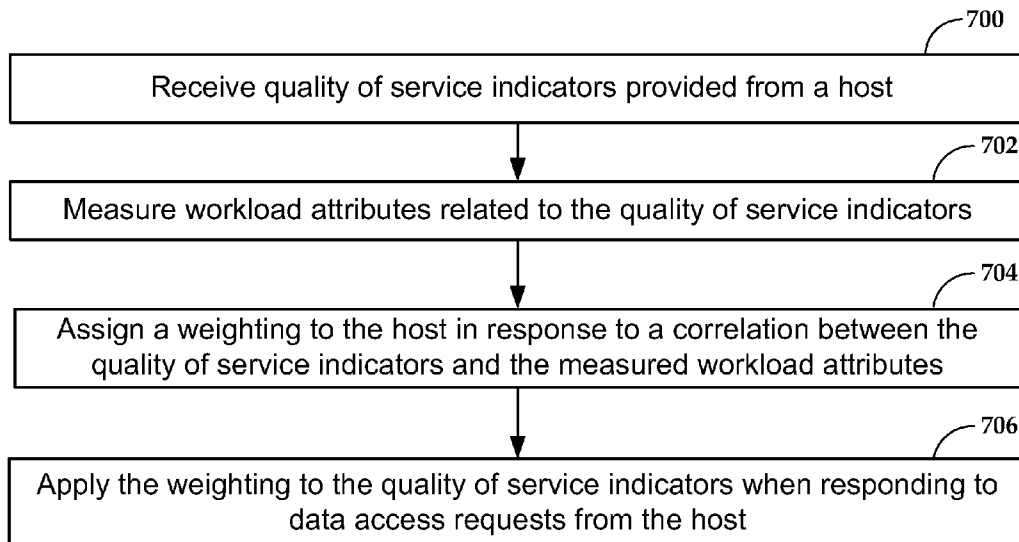 700
Receive quality of service indicators provided from a host
702
Measure workload attributes related to the quality of service indicators
704
Assign a weighting to the host in response to a correlation between the
quality of service indicators and the measured workload attributes
706
Apply the weighting to the quality of service indicators when responding to
data access requests from the host